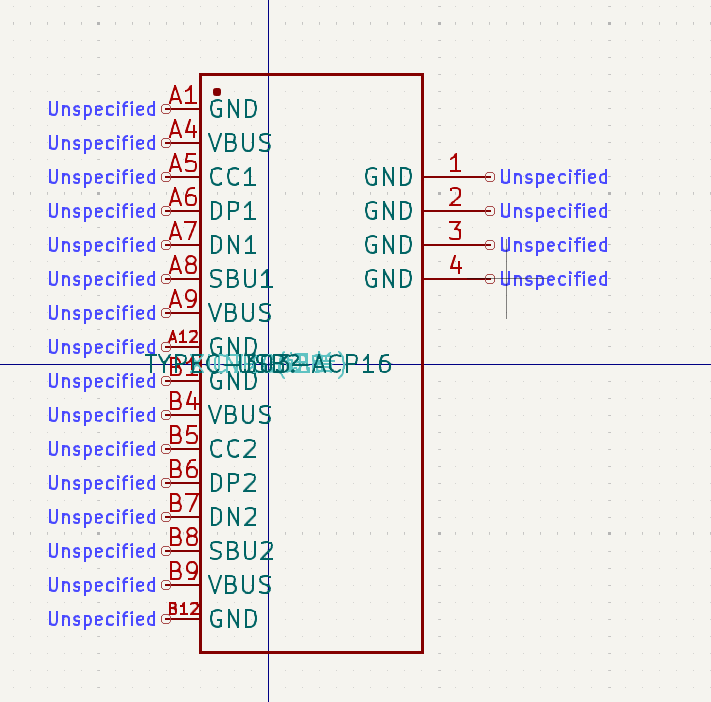 Unspecified A1 GND
Unspecified A4 VBUS
Unspecified A5 CC1 GND 1 Unspecified
Unspecified A6 DP1 GND 2 Unspecified
Unspecified A7 DN1 GND 3 Unspecified
Unspecified A8 SBU1 GND 4 Unspecified
Unspecified A9 VBUS
Unspecified A12 GND
ACP16
Unspecified B1 GND
Unspecified B4 VBUS
Unspecified B5 CC2
Unspecified B6 DP2
Unspecified B7 DN2
Unspecified B8 SBU2
Unspecified B9 VBUS
Unspecified B12 GND